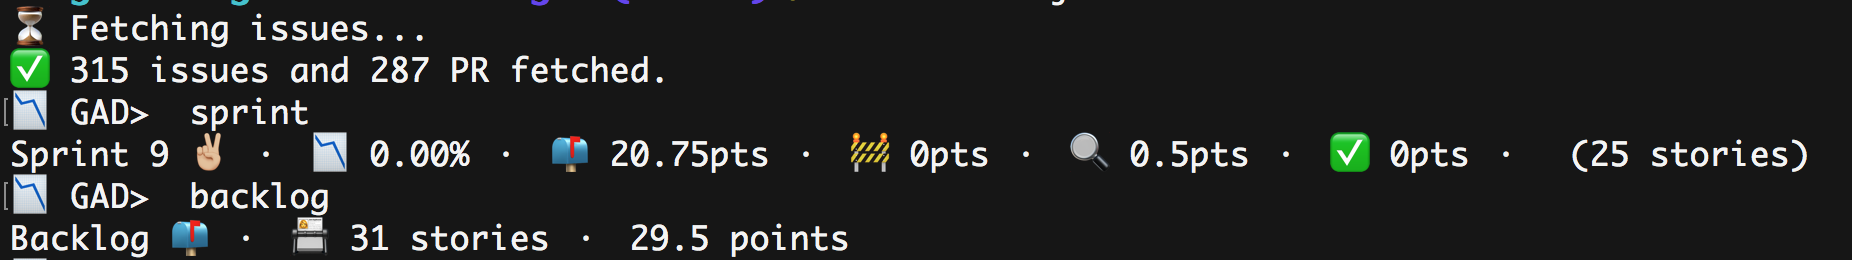 ⏳ Fetching issues...
✅ 315 issues and 287 PR fetched.
[📉 GAD>  sprint
Sprint 9 ✌🏼 · 📉 0.00% · 📫 20.75pts · 🚧 0pts · 🔍 0.5pts · ✅ 0pts ·  (25 stories)
[📉 GAD>  backlog
Backlog 📫 · 📇 31 stories · 29.5 points